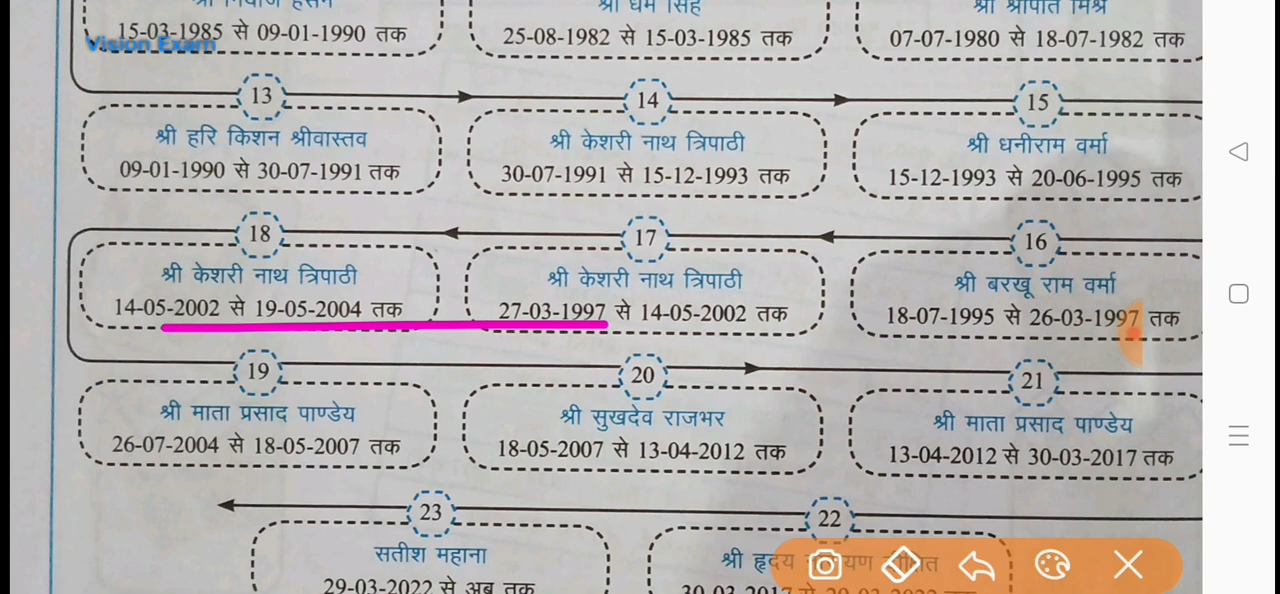 15-03-1985 से 09-01-1990 तक
Vision Exam
25-08-1982 से 15-03-1985 तक
07-07-1980 से 18-07-1982 तक
13
श्री हरि किशन श्रीवास्तव
09-01-1990 से 30-07-1991 तक
14
श्री केशरी नाथ त्रिपाठी
30-07-1991 से 15-12-1993 तक
15
श्री धनीराम वर्मा
15-12-1993 से 20-06-1995 तक
18
श्री केशरी नाथ त्रिपाठी
14-05-2002 से 19-05-2004 तक
17
श्री केशरी नाथ त्रिपाठी
27-03-1997 से 14-05-2002 तक
16
श्री बरखू राम वर्मा
18-07-1995 से 26-03-1997 तक
19
श्री माता प्रसाद पाण्डेय
26-07-2004 से 18-05-2007 तक
20
श्री सुखदेव राजभर
18-05-2007 से 13-04-2012 तक
21
श्री माता प्रसाद पाण्डेय
13-04-2012 से 30-03-2017 तक
23
सतीश महाना
29-03-2022 से अब तक
22
श्री हृदय